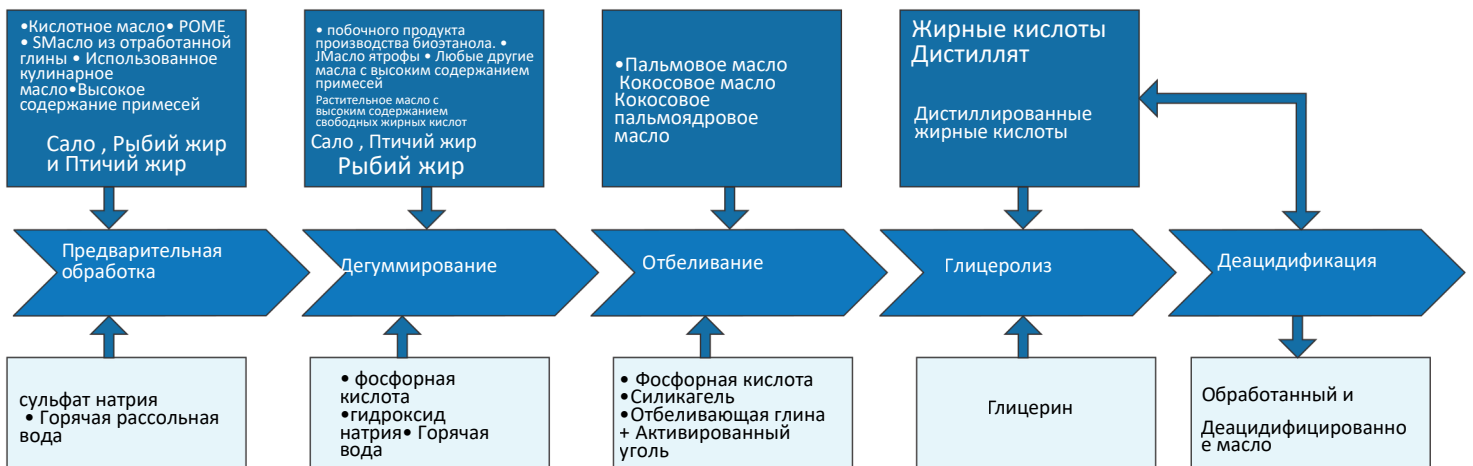 •Кислотное масло• POME
• SМасло из отработанной
глины • Использованное
кулинарное
масло•Высокое
содержание примесей
Сало , Рыбий жир
и Птичий жир
• побочного продукта
производства биоэтанола. •
JМасло ятрофы • Любые другие
масла с высоким содержанием
примесей
Растительное масло с
высоким содержанием
свободных жирных кислот
Сало , Птичий жир
Рыбий жир
•Пальмовое масло
Кокосовое масло
Кокосовое
пальмоядровое
масло
Жирные кислоты
Дистиллят
Дистиллированные
жирные кислоты
Предварительная
обработка
Дегуммирование
Отбеливание
Глицеролиз
Деацидификация
сульфат натрия
• Горячая рассольная
вода
• фосфорная
кислота
•гидроксид
натрия• Горячая
вода
• Фосфорная кислота
•Силикагель
•Отбеливающая глина
+ Активированный
уголь
Глицерин
Обработанный и
Деацидифицированно
е масло